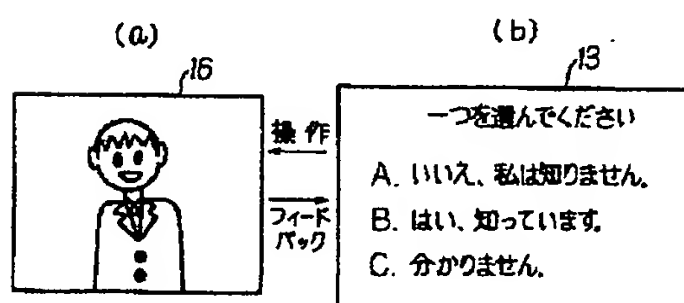 (a)
(b)
16
13
操作
フィード
バック
一つを選んでください
A. いいえ、私は知りません。
B. はい、知っています。
C. 分かりません。